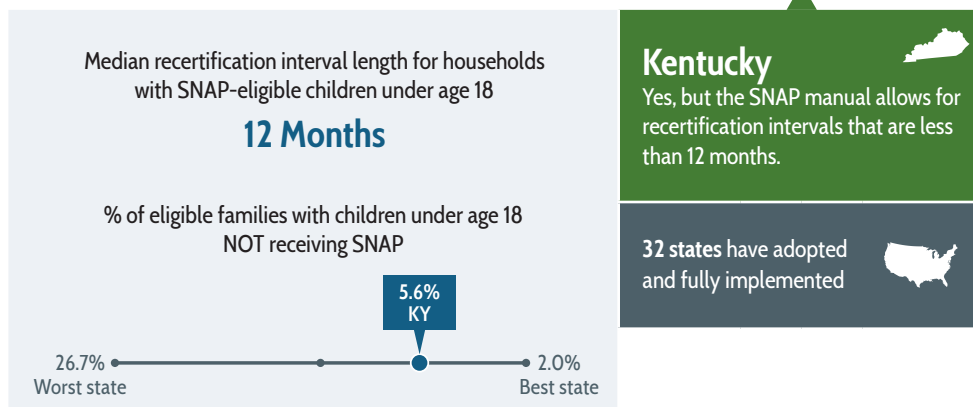 Median recertification interval length for households
with SNAP-eligible children under age 18
12 Months
% of eligible families with children under age 18
NOT receiving SNAP
5.6%
KY
26.7%
Worst state
2.0%
Best state
Kentucky
Yes, but the SNAP manual allows for
recertification intervals that are less
than 12 months.
32 states have adopted
and fully implemented